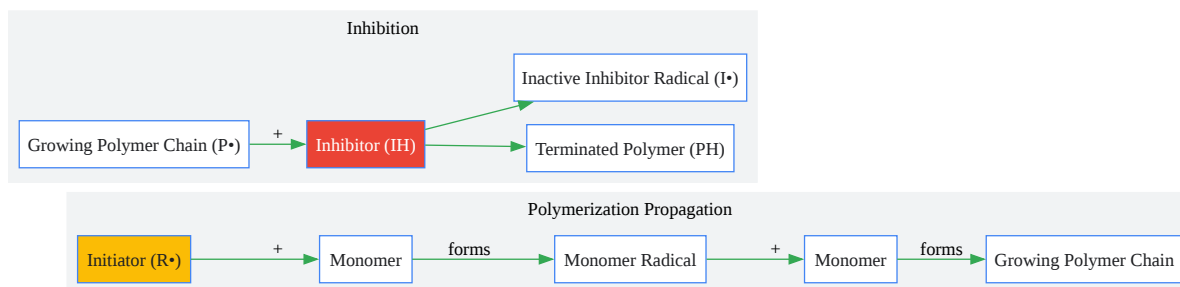 Inhibition
Inactive Inhibitor Radical (I•)
Growing Polymer Chain (P•)
+
Inhibitor (IH)
Terminated Polymer (PH)
Polymerization Propagation
Initiator (R•)
+
Monomer
forms
Monomer Radical
+
Monomer
forms
Growing Polymer Chain